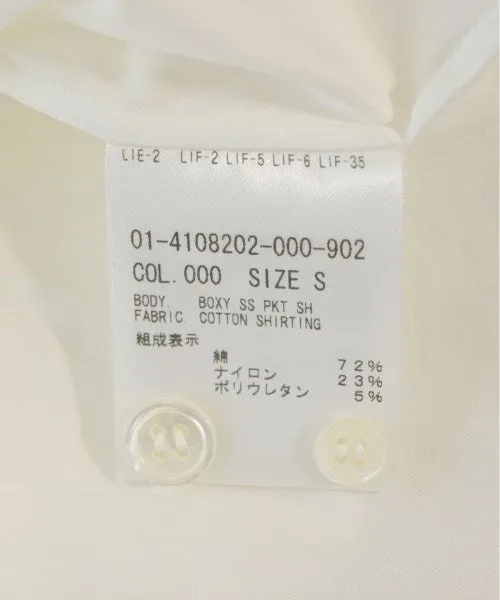 LIE-2 LIF-2 LIF-5 LIF-6 LIF-35
01-4108202-000-902
COL.000 SIZE S
BODY. BOXY SS PKT SH
FABRIC. COTTON SHIRTING
組成表示
綿 72%
ナイロン 23%
ポリウレタン 5%